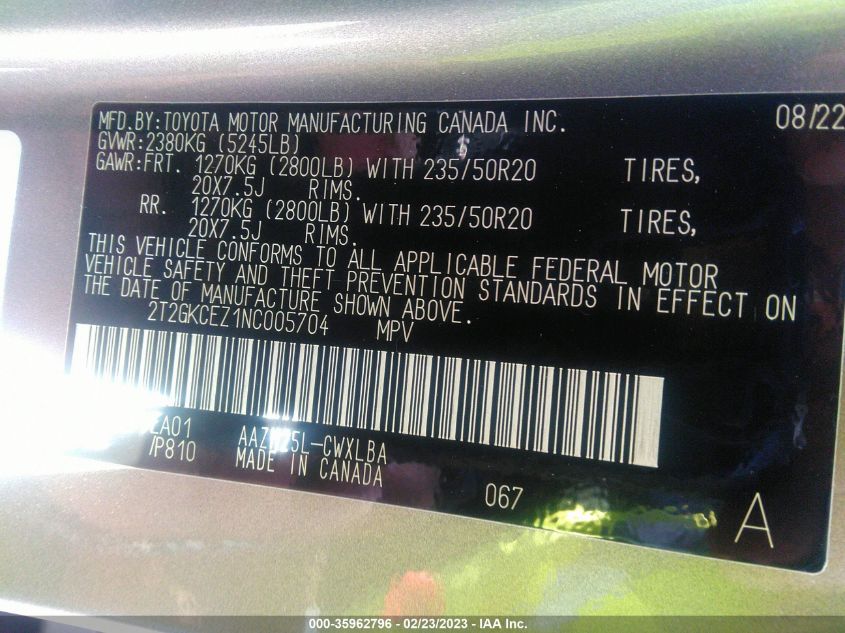 MFD.BY:TOYOTA MOTOR MANUFACTURING CANADA INC. 08/22
GVWR:2380KG (5245LB)
GAWR:FRT. 1270KG (2800LB) WITH 235/50R20 TIRES,
20X7.5J RIMS.
RR. 1270KG (2800LB) WITH 235/50R20 TIRES,
20X7.5J RIMS.
THIS VEHICLE CONFORMS TO ALL APPLICABLE FEDERAL MOTOR
VEHICLE SAFETY AND THEFT PREVENTION STANDARDS IN EFFECT ON
THE DATE OF MANUFACTURE SHOWN ABOVE.
2T2GKCEZ1NC005704 MPV
MADE IN CANADA
067
A
000-35962796 - 02/23/2023 - IAA Inc.